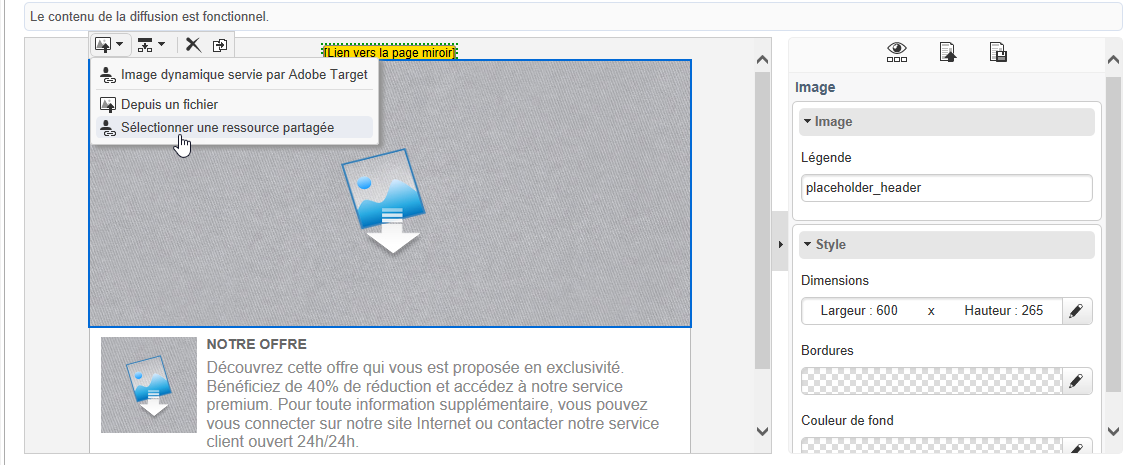 Le contenu de la diffusion est fonctionnel.
[Lien vers la page miroir]
Image dynamique servie par Adobe Target
Depuis un fichier
Sélectionner une ressource partagée
NOTRE OFFRE
Découvrez cette offre qui vous est proposée en exclusivité.
Bénéficiez de 40% de réduction et accédez à notre service
premium. Pour toute information supplémentaire, vous pouvez
vous connecter sur notre site Internet ou contacter notre service
client ouvert 24h/24h.
Image
Image
Légende
placeholder_header
Style
Dimensions
Largeur : 600 x Hauteur : 265
Bordures
Couleur de fond